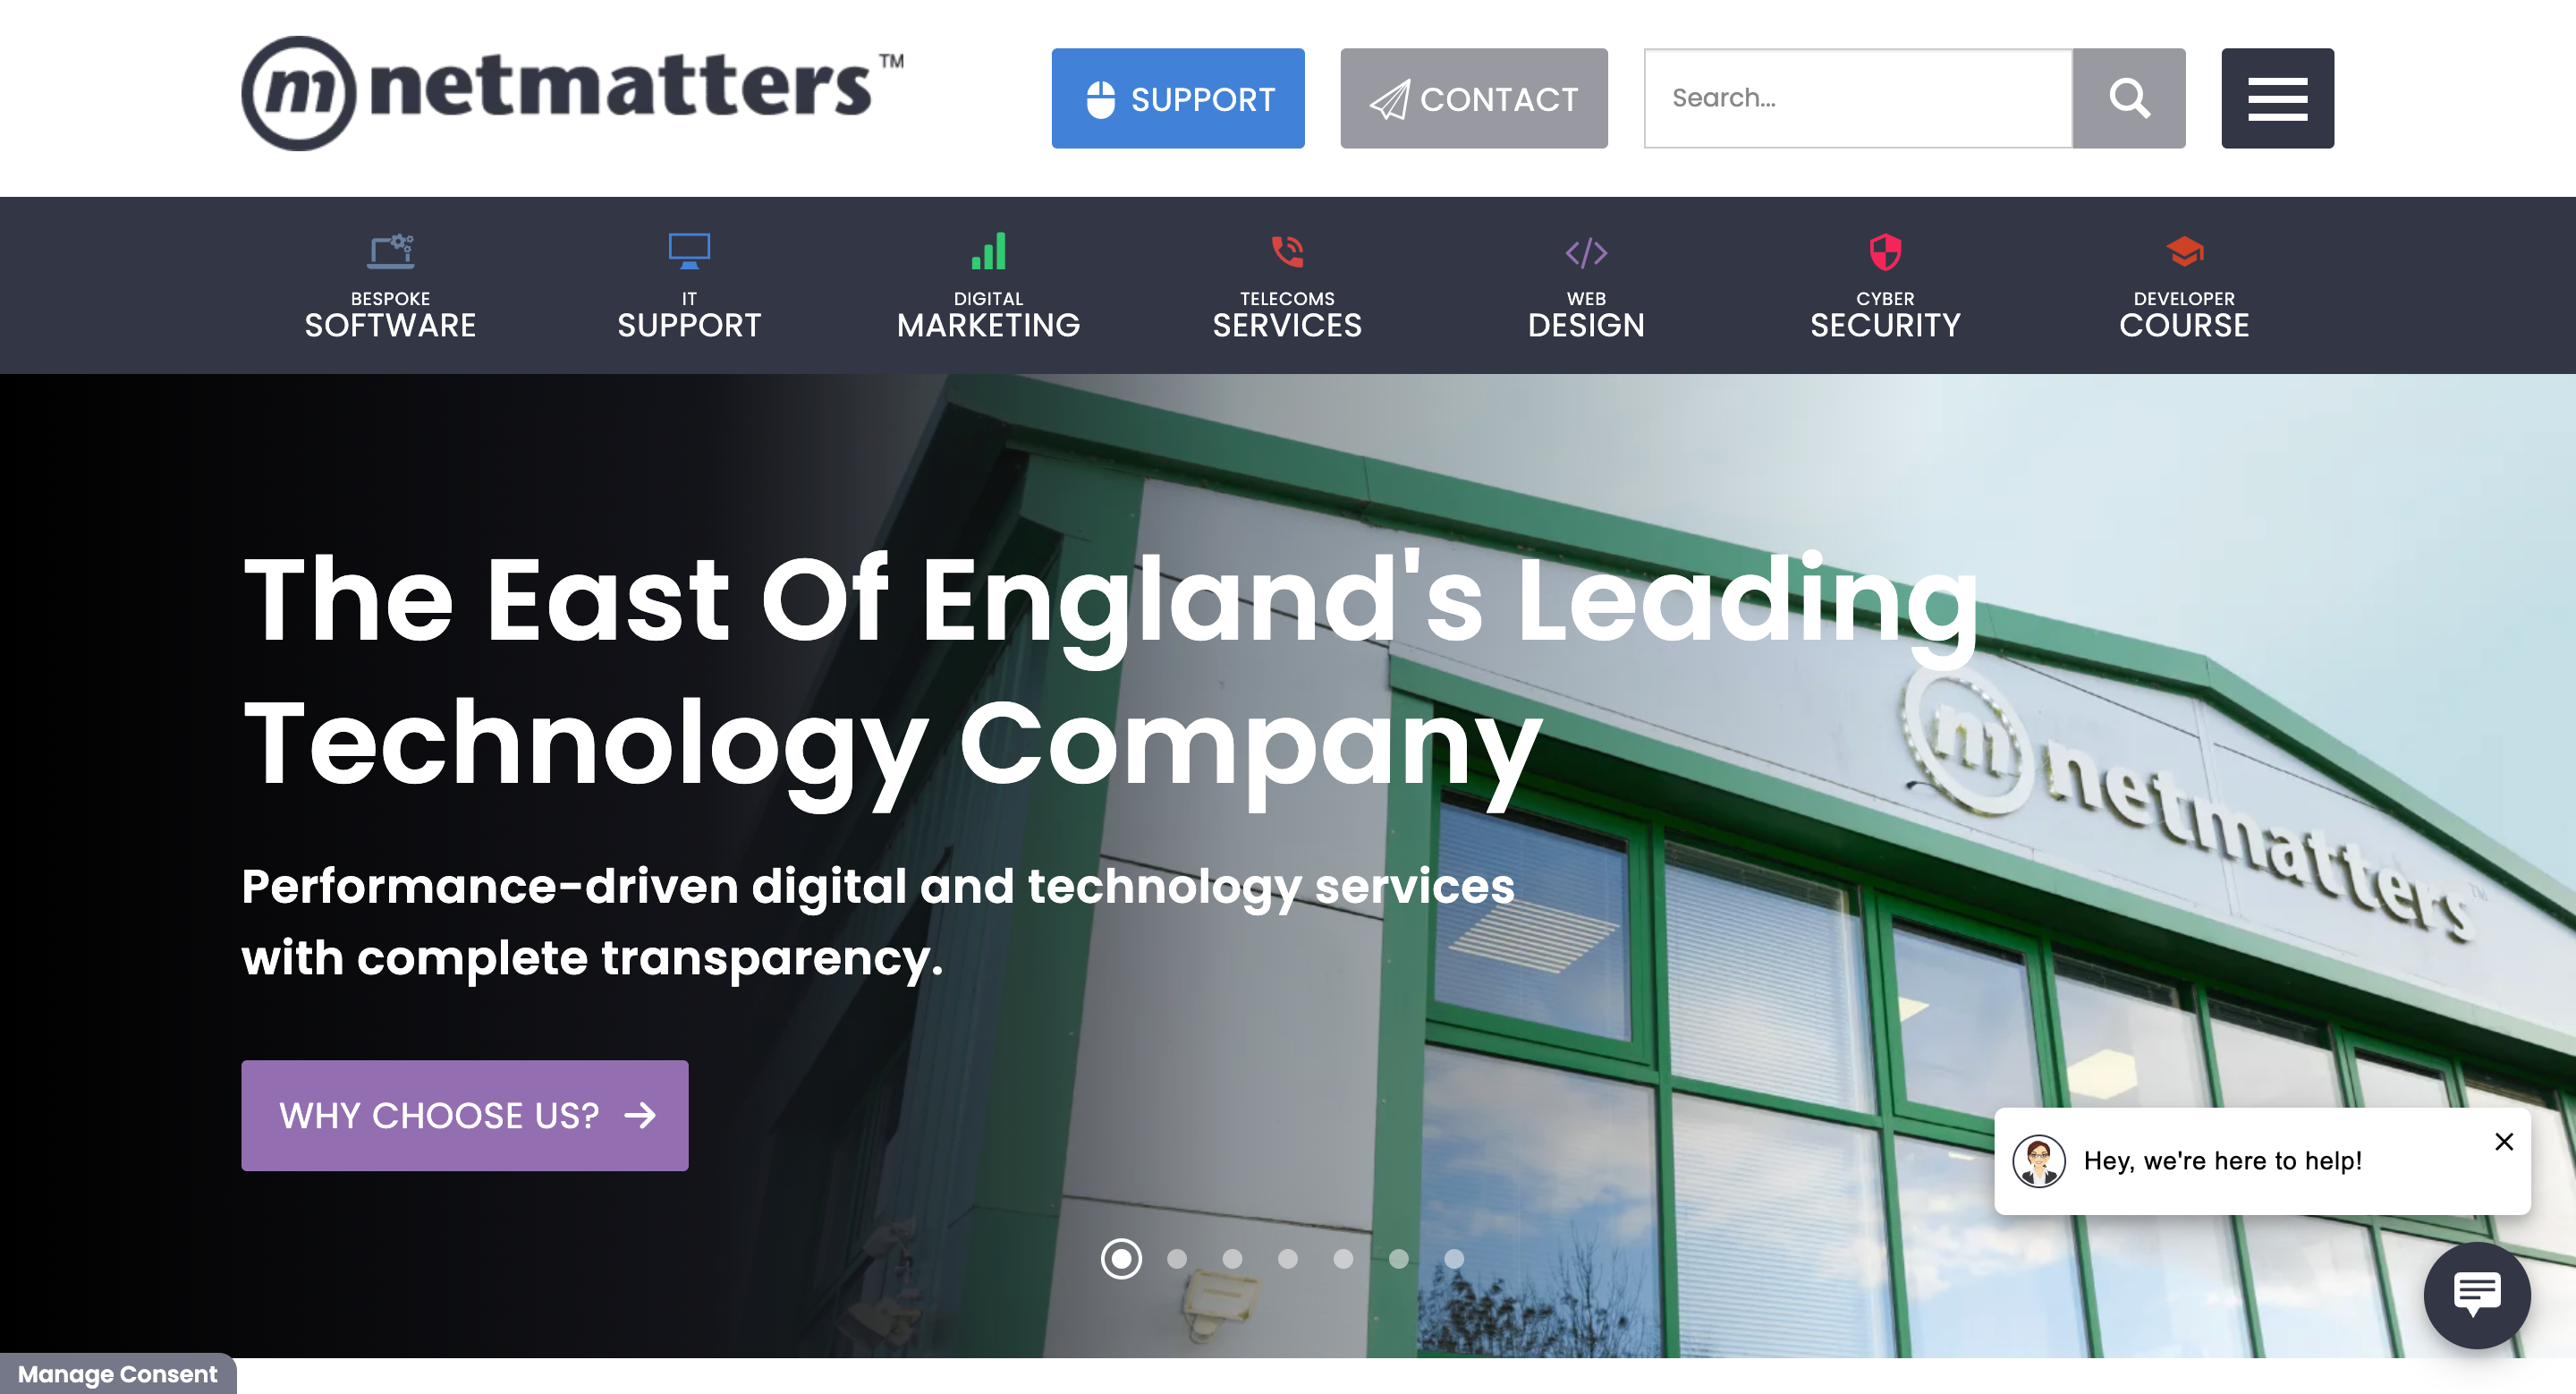 netmatters™
SUPPORT
CONTACT
Search...
BESPOKE
SOFTWARE
IT
SUPPORT
DIGITAL
MARKETING
TELECOMS
SERVICES
WEB
DESIGN
CYBER
SECURITY
DEVELOPER
COURSE
The East Of England's Leading
Technology Company
netmatters™
Performance-driven digital and technology services
with complete transparency.
WHY CHOOSE US?
Hey, we're here to help!
Manage Consent